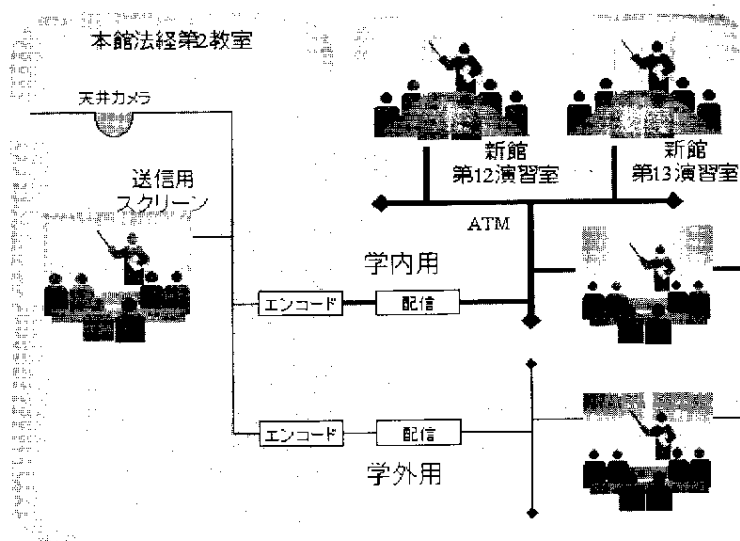 本館法経第2教室
天井カメラ
送信用
スクリーン
新館
第12演習室
新館
第13演習室
ATM
学内用
エンコード
配信
エンコード
配信
学外用